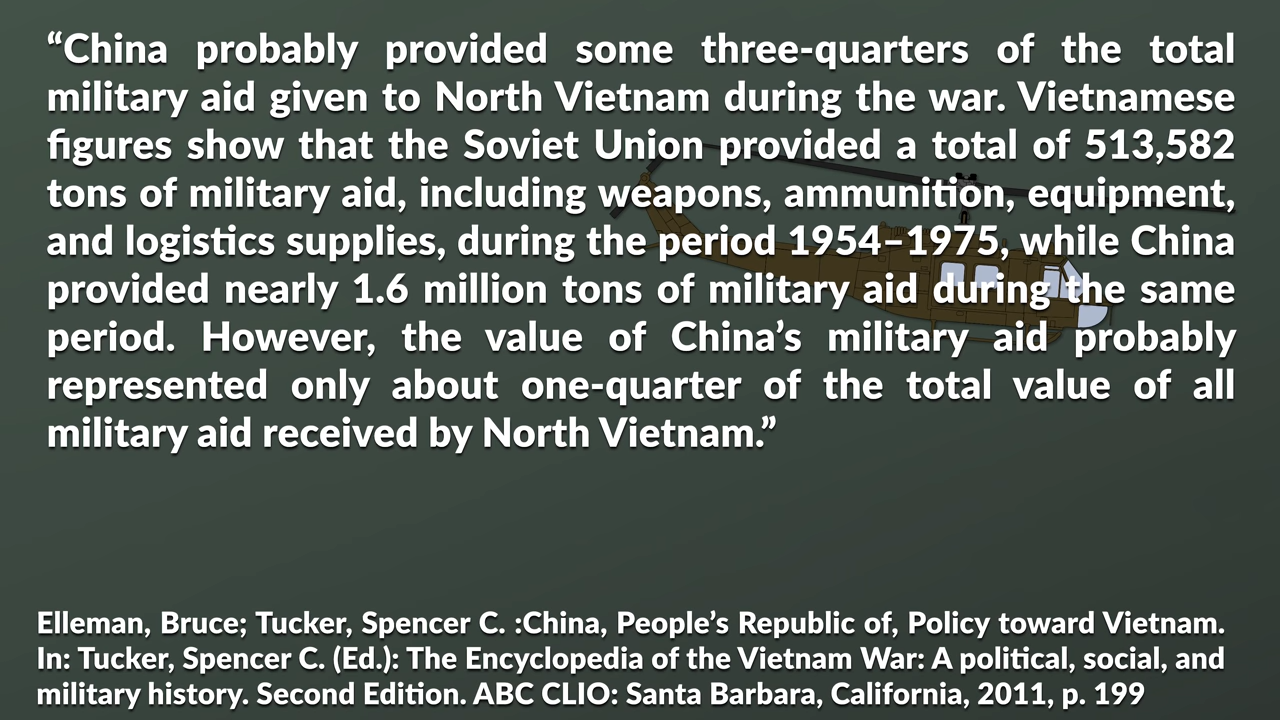 “China probably provided some three-quarters of the total
military aid given to North Vietnam during the war. Vietnamese
figures show that the Soviet Union provided a total of 513,582
tons of military aid, including weapons, ammunition, equipment,
and logistics supplies, during the period 1954–1975, while China
provided nearly 1.6 million tons of military aid during the same
period. However, the value of China’s military aid probably
represented only about one-quarter of the total value of all
military aid received by North Vietnam.”
Elleman, Bruce; Tucker, Spencer C. :China, People’s Republic of, Policy toward Vietnam.
In: Tucker, Spencer C. (Ed.): The Encyclopedia of the Vietnam War: A political, social, and
military history. Second Edition. ABC CLIO: Santa Barbara, California, 2011, p. 199